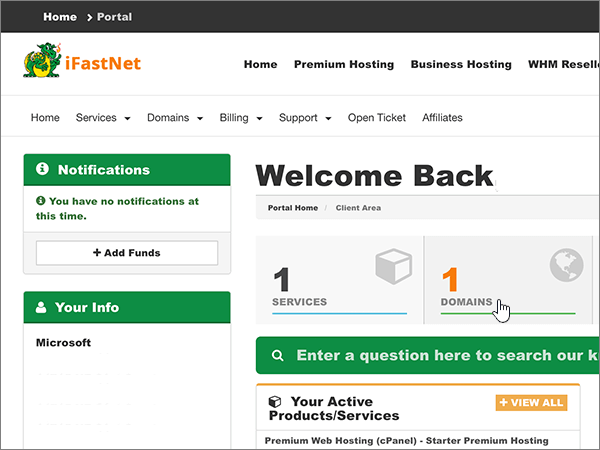 Home > Portal
iFastNet
Home Premium Hosting Business Hosting WHM Resell
Home Services Domains Billing Support Open Ticket Affiliates
Notifications
You have no notifications at
this time.
+ Add Funds
Your Info
Microsoft
Welcome Back
Portal Home / Client Area
1
SERVICES
1
DOMAINS
Enter a question here to search our k
Your Active
Products/Services
+ VIEW ALL
Premium Web Hosting (cPanel) - Starter Premium Hosting